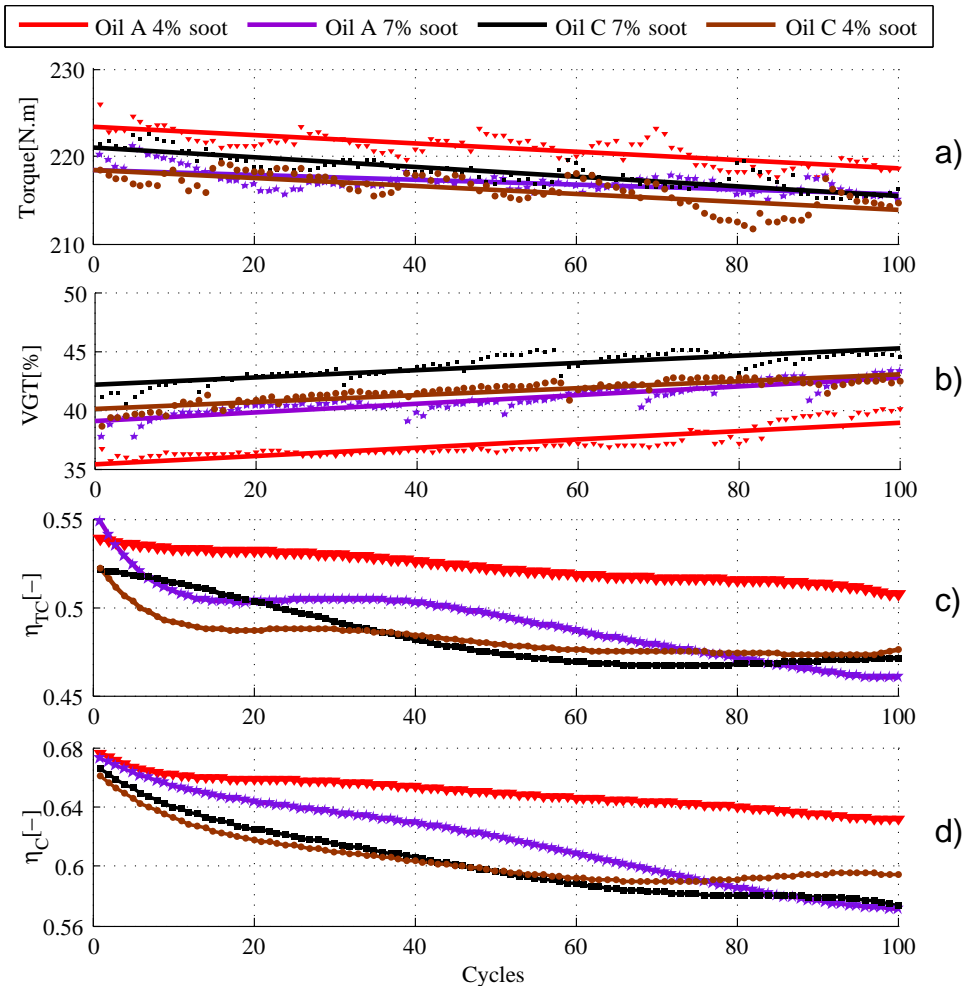 Oil A 4% soot Oil A 7% soot Oil C 7% soot Oil C 4% soot
230
220
210
Torque[N.m]
0 20 40 60 80 100
a)
50
45
40
35
VGT[%]
0 20 40 60 80 100
b)
0.55
0.5
0.45
ηTC[−]
0 20 40 60 80 100
c)
0.68
0.64
0.6
0.56
ηC[−]
0 20 40 60 80 100
d)
Cycles